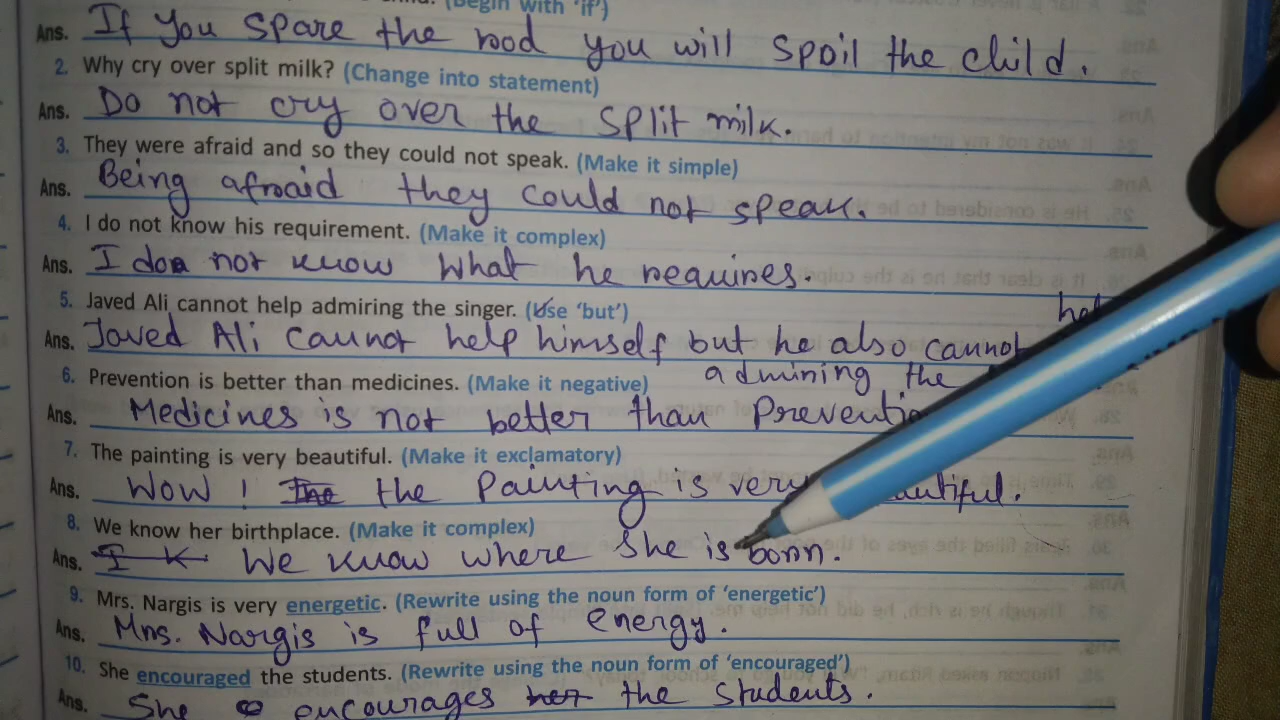 (Begin with 'if')
Ans. If you spare the rod you will spoil the child.
2. Why cry over split milk? (Change into statement)
Ans. Do not cry over the split milk.
3. They were afraid and so they could not speak. (Make it simple)
Ans. Being afraid they could not speak.
4. I do not know his requirement. (Make it complex)
Ans. I do not know what he requires.
5. Javed Ali cannot help admiring the singer. (Use 'but')
Ans. Javed Ali cannot help himself but he also cannot
admiring the
6. Prevention is better than medicines. (Make it negative)
Ans. Medicines is not better than
7. The painting is very beautiful. (Make it exclamatory)
Ans. Wow! the painting is very
8. We know her birthplace. (Make it complex)
Ans. We know where she is born.
9. Mrs. Nargis is very energetic. (Rewrite using the noun form of 'energetic')
Ans. Mrs. Nargis is full of energy.
10. She encouraged the students. (Rewrite using the noun form of 'encouraged')
Ans. She encourages the students.